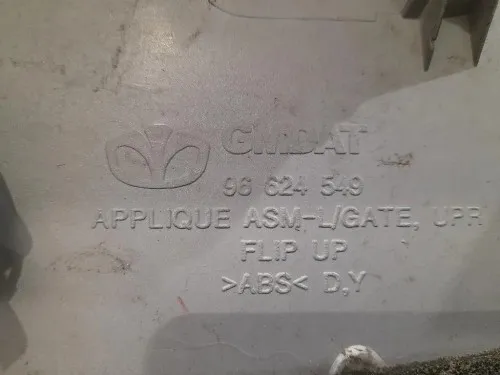 GMDAT
96 624 549
APPLIQUE ASM-L/GATE, UPR
FLIP UP
>ABS< D,Y